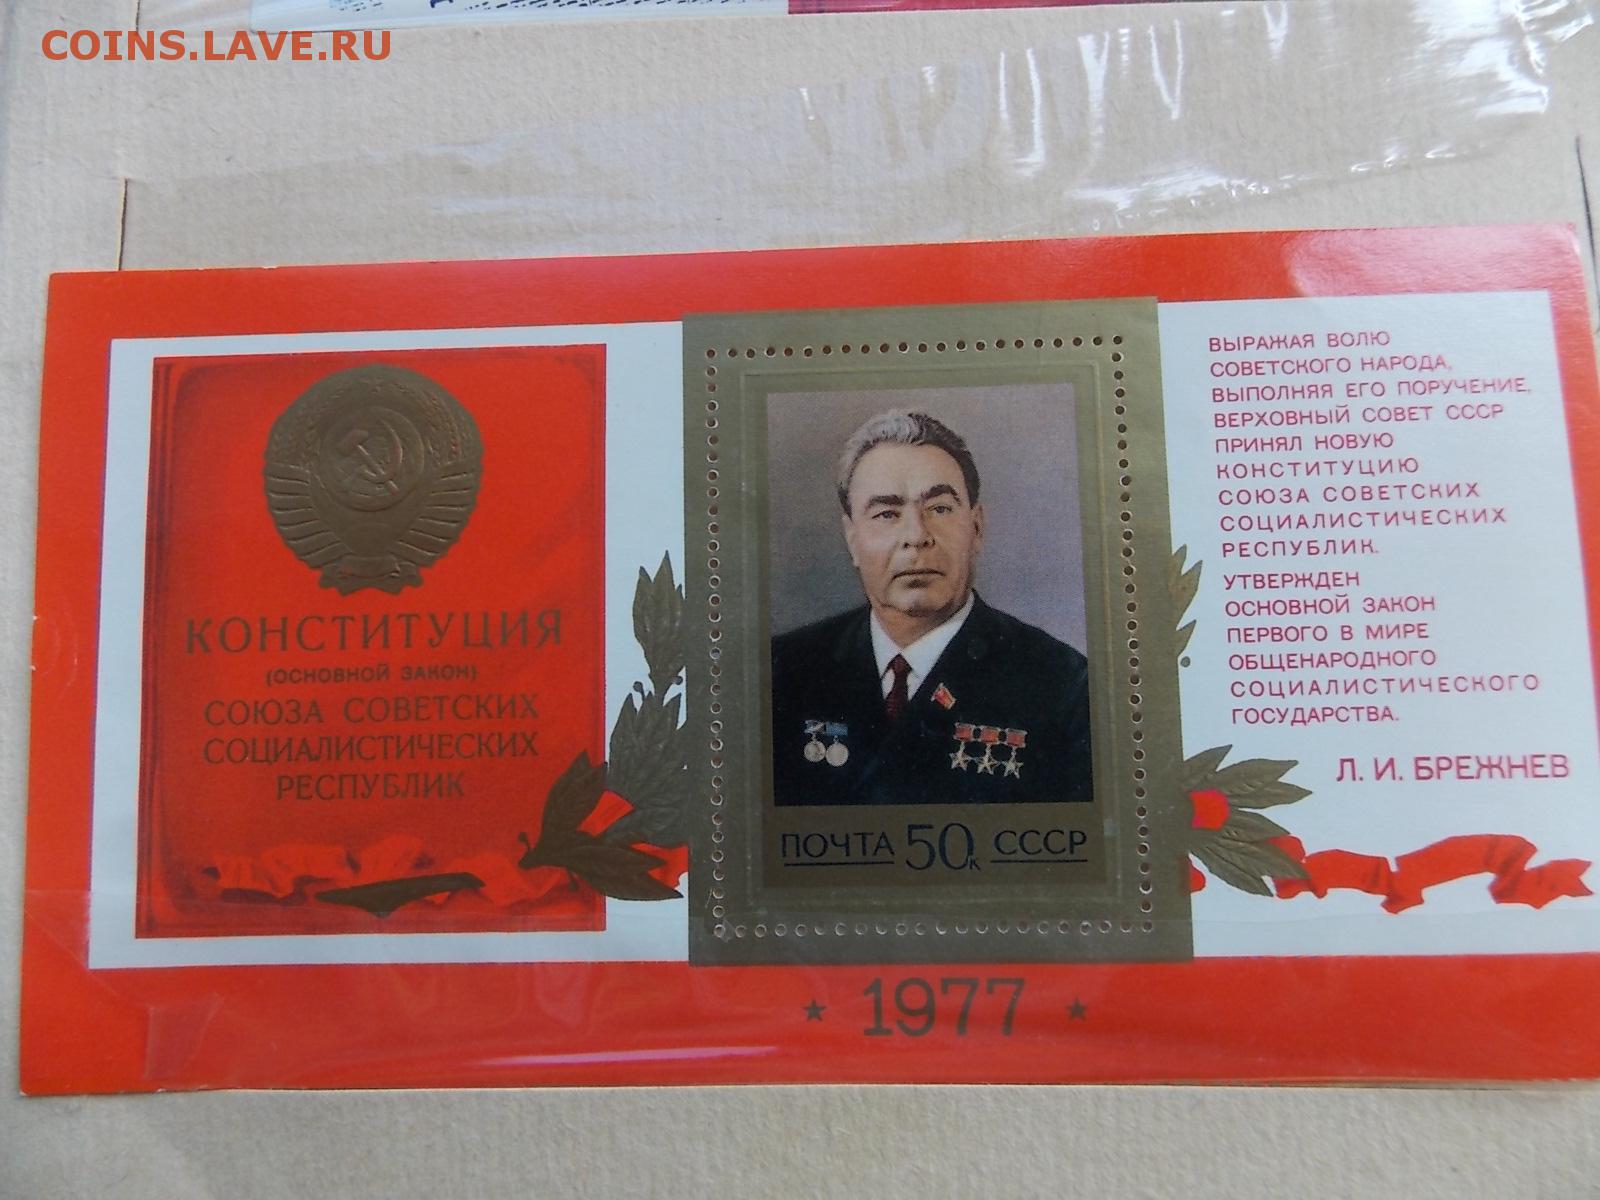 COINS.LAVE.RU
КОНСТИТУЦИЯ
(ОСНОВНОЙ ЗАКОН)
СОЮЗА СОВЕТСКИХ
СОЦИАЛИСТИЧЕСКИХ
РЕСПУБЛИК
ПОЧТА 50к СССР
ВЫРАЖАЯ ВОЛЮ
СОВЕТСКОГО НАРОДА,
ВЫПОЛНЯЯ ЕГО ПОРУЧЕНИЕ,
ВЕРХОВНЫЙ СОВЕТ СССР
ПРИНЯЛ НОВУЮ
КОНСТИТУЦИЮ
СОЮЗА СОВЕТСКИХ
СОЦИАЛИСТИЧЕСКИХ
РЕСПУБЛИК.
УТВЕРЖДЕН
ОСНОВНОЙ ЗАКОН
ПЕРВОГО В МИРЕ
ОБЩЕНАРОДНОГО
СОЦИАЛИСТИЧЕСКОГО
ГОСУДАРСТВА.
Л. И. БРЕЖНЕВ
★ 1977 ★